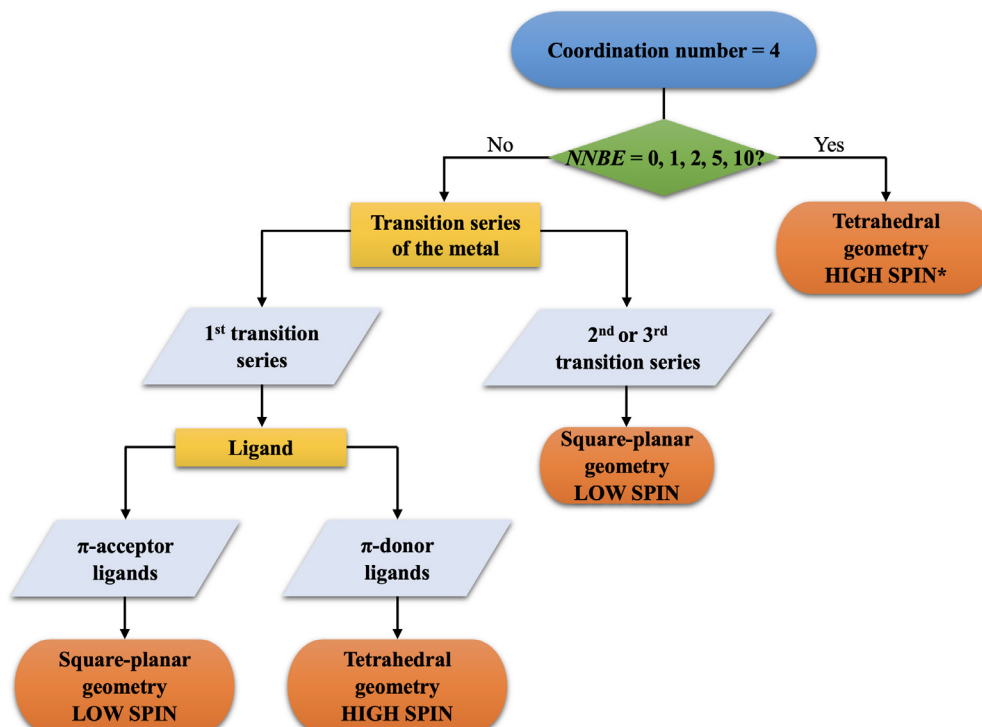 Coordination number = 4
No
NNBE = 0, 1, 2, 5, 10?
Yes
Transition series
of the metal
Tetrahedral
geometry
HIGH SPIN*
1st transition
series
2nd or 3rd
transition series
Ligand
Square-planar
geometry
LOW SPIN
π-acceptor
ligands
π-donor
ligands
Square-planar
geometry
LOW SPIN
Tetrahedral
geometry
HIGH SPIN